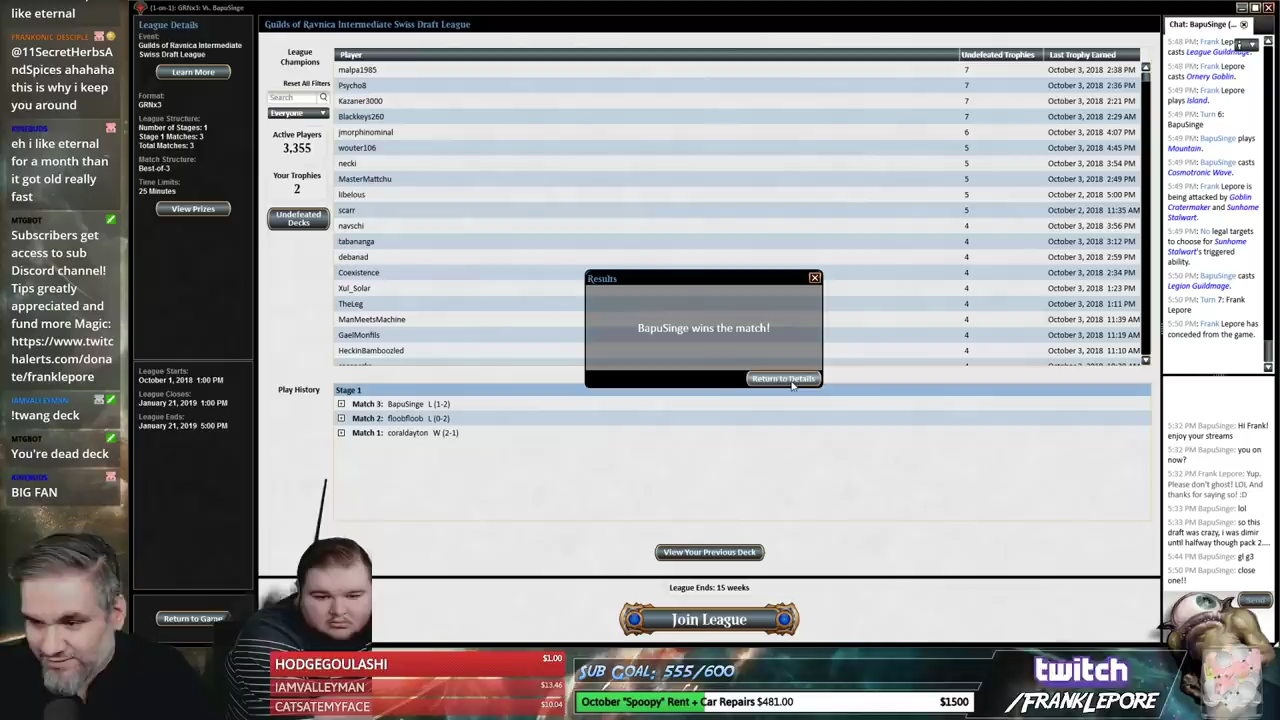 (1-on-1): GRNx3: Vs. BapuSinge
like eternal
FRANKONIC_DISCIPLE
@11SecretHerbsA
ndSpices ahahaha
this is why i keep
you around
KINEBUDS
eh i like eternal
for a month than
it got old really
fast
MTGBOT
Subscribers get
access to sub
Discord channel!
Tips greatly
appreciated and
fund more Magic:
https://www.twitc
halerts.com/dona
te/franklepore
IAMVALLEYMAN
!twang deck
MTGBOT
You're dead deck
KINEBUDS
BIG FAN
League Details
Event:
Guilds of Ravnica Intermediate
Swiss Draft League
Learn More
Format:
GRNx3
League Structure:
Number of Stages: 1
Stage 1 Matches: 3
Total Matches: 3
Match Structure:
Best-of-3
Time Limits:
25 Minutes
View Prizes
League Starts:
October 1, 2018 1:00 PM
League Closes:
January 21, 2019 1:00 PM
League Ends:
January 21, 2019 5:00 PM
Return to Game
Guilds of Ravnica Intermediate Swiss Draft League
League
Champions
Reset All Filters
Search
Everyone
Active Players
3,355
Your Trophies
2
Undefeated
Decks
Player Undefeated Trophies Last Trophy Earned
malpa1985 7 October 3, 2018 2:38 PM
Psycho8 7 October 3, 2018 2:36 PM
Kazaner3000 7 October 3, 2018 2:21 PM
Blackkeys260 7 October 3, 2018 2:29 AM
jmorphinominal 6 October 3, 2018 4:07 PM
wouter106 5 October 3, 2018 4:45 PM
necki 5 October 3, 2018 3:54 PM
MasterMattchu 5 October 3, 2018 2:49 PM
libelous 5 October 2, 2018 5:00 PM
scarr 5 October 2, 2018 11:35 AM
navschi 4 October 3, 2018 3:56 PM
tabananga 4 October 3, 2018 3:12 PM
debanad 4 October 3, 2018 2:59 PM
Coexistence 4 October 3, 2018 2:34 PM
Xul_Solar 4 October 3, 2018 1:23 PM
TheLeg 4 October 3, 2018 1:11 PM
ManMeetsMachine 4 October 3, 2018 11:39 AM
GaelMonfils 4 October 3, 2018 11:19 AM
HeckinBamboozled 4 October 3, 2018 11:10 AM
Results
BapuSinge wins the match!
Return to Details
Play History
Stage 1
Match 3: BapuSinge L (1-2)
Match 2: floobfloob L (0-2)
Match 1: coraldayton W (2-1)
View Your Previous Deck
League Ends: 15 weeks
Join League
Chat: BapuSinge (...
5:48 PM: Frank Lepore
casts League Guildmage.
5:48 PM: Frank Lepore
casts Ornery Goblin.
5:49 PM: Frank Lepore
plays Island.
5:49 PM: Turn 6:
BapuSinge
5:49 PM: BapuSinge plays
Mountain.
5:49 PM: BapuSinge casts
Cosmotronic Wave.
5:49 PM: Frank Lepore is
being attacked by Goblin
Cratermaker and Sunhome
Stalwart.
5:49 PM: No legal targets
to choose for Sunhome
Stalwart's triggered
ability.
5:50 PM: BapuSinge casts
Legion Guildmage.
5:50 PM: Turn 7: Frank
Lepore
5:50 PM: Frank Lepore has
conceded from the game.
5:32 PM BapuSinge: Hi Frank!
enjoy your streams
5:32 PM BapuSinge: you on
now?
5:33 PM Frank Lepore: Yup.
Please don't ghost! LOL And
thanks for saying so! :D
5:33 PM BapuSinge: lol
5:33 PM BapuSinge: so this
draft was crazy, i was dimir
until halfway though pack 2....
5:44 PM BapuSinge: gl g3
5:50 PM BapuSinge: close
one!!
Send
HODGEGOULASHI $1.00
IAMVALLEYMAN $13.46
CATSATEMYFACE $10.04
SUB GOAL: 555/600
October "Spoopy" Rent + Car Repairs $481.00 $1500
twitch
/FRANKLEPORE